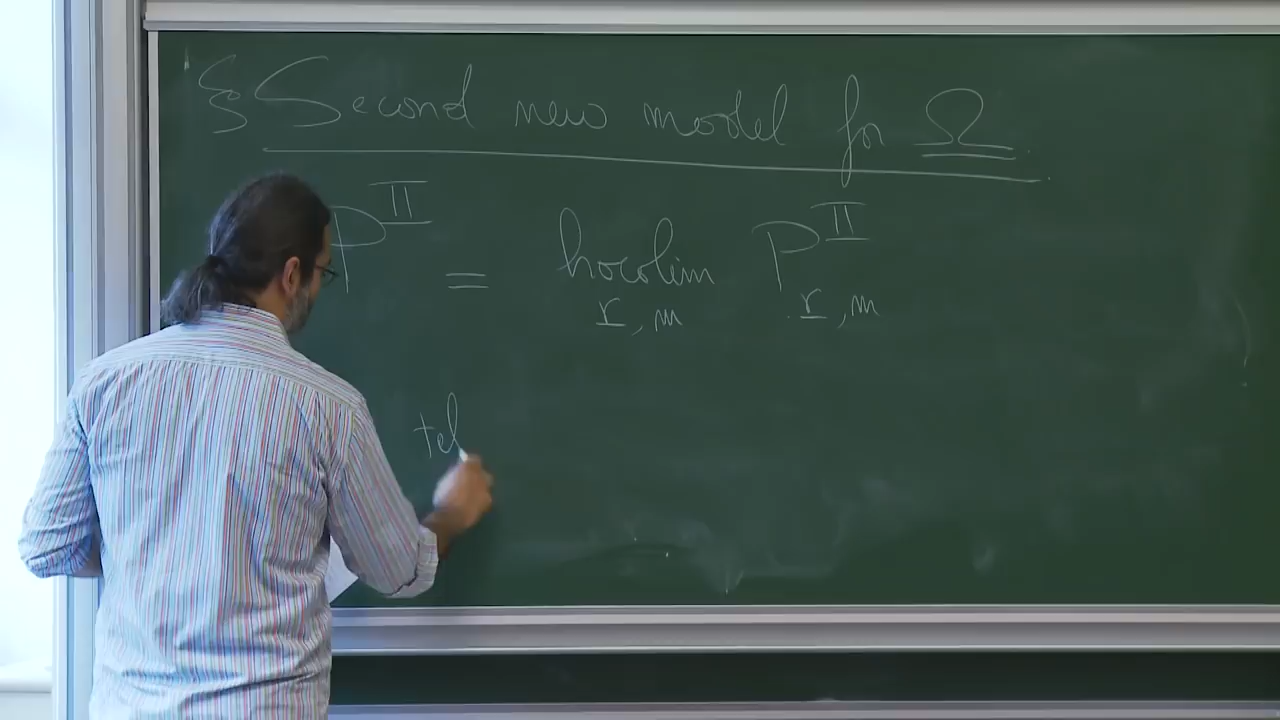 § Second new model for Ω
P^II = hocolim P^II
r, m r, m
tel